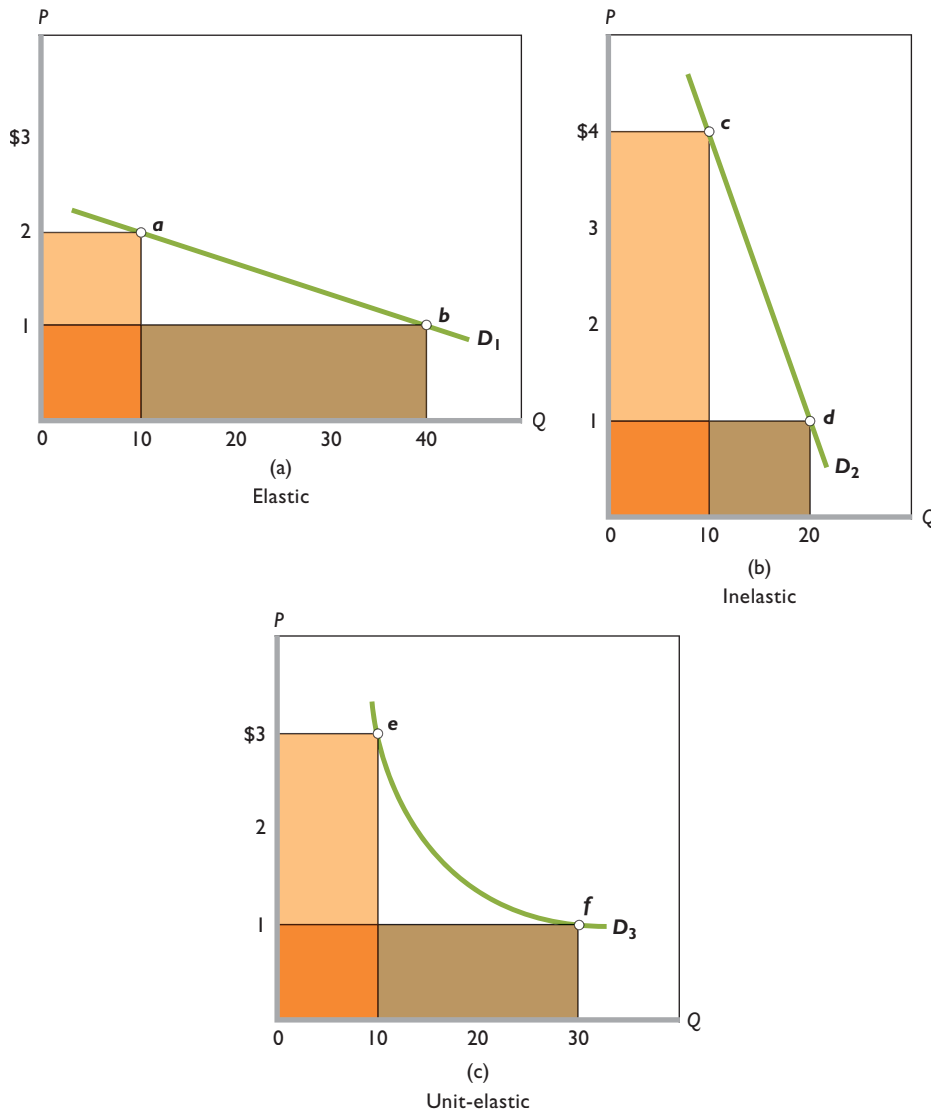 P
$3
2
1
a
b
D1
0 10 20 30 40 Q
(a)
Elastic
P
$4
3
2
1
c
d
D2
0 10 20 Q
(b)
Inelastic
P
$3
2
1
e
f
D3
0 10 20 30 Q
(c)
Unit-elastic